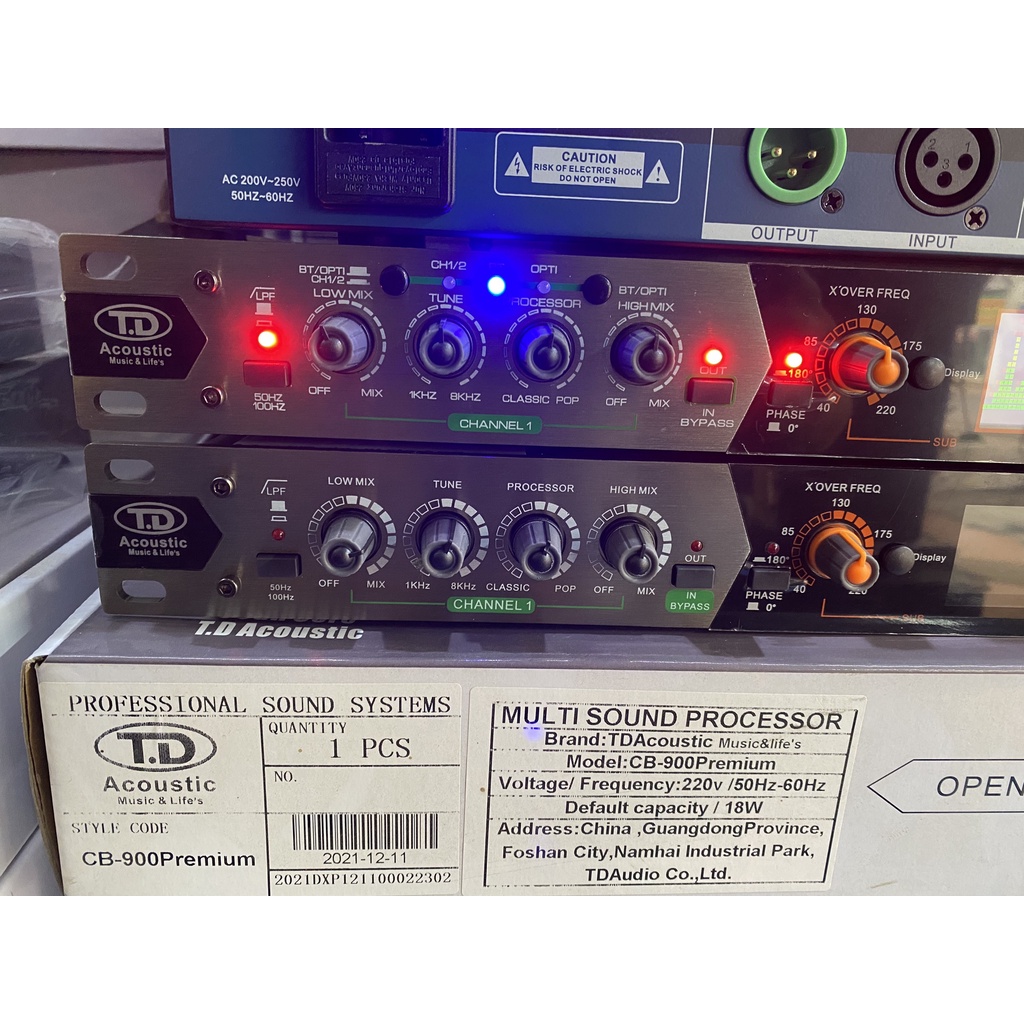 CAUTION
RISK OF ELECTRIC SHOCK
DO NOT OPEN
AC 200V~250V
50HZ~60HZ
2 1
3
OUTPUT
INPUT
T.D
Acoustic
Music & Life's
LPF
50HZ
100HZ
BT/OPTI
CH1/2
LOW MIX
OFF MIX
CH1/2
TUNE
1KHZ 8KHZ
OPTI
PROCESSOR
CLASSIC POP
BT/OPTI
HIGH MIX
OFF MIX
CHANNEL 1
OUT
IN
BYPASS
180°
PHASE
0°
X'OVER FREQ
130
85 175
40 220
Display
SUB
T.D
Acoustic
Music & Life's
LPF
50Hz
100Hz
LOW MIX
OFF MIX
TUNE
1KHz 8KHz
PROCESSOR
CLASSIC POP
HIGH MIX
OFF MIX
CHANNEL 1
OUT
IN
BYPASS
180°
PHASE
0°
X'OVER FREQ
130
85 175
40 220
Display
SUB
T.D Acoustic
PROFESSIONAL SOUND SYSTEMS
T.D
Acoustic
Music & Life's
STYLE CODE
CB-900Premium
QUANTITY
1 PCS
NO.
2021-12-11
2021DXP121100022302
MULTI SOUND PROCESSOR
Brand:TDAcoustic Music&life's
Model:CB-900Premium
Voltage/ Frequency:220v /50Hz-60Hz
Default capacity / 18W
Address:China ,GuangdongProvince,
Foshan City,Namhai Industrial Park,
TDAudio Co.,Ltd.
OPEN